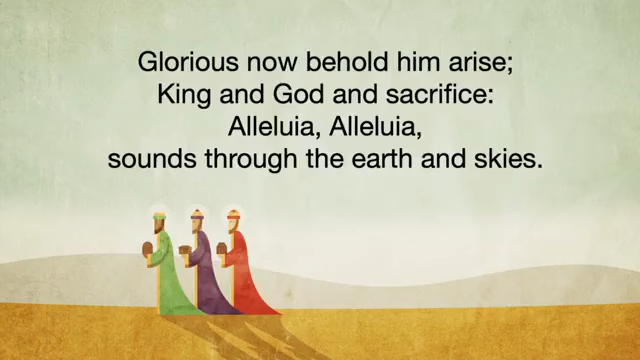 Glorious now behold him arise;
King and God and sacrifice:
Alleluia, Alleluia,
sounds through the earth and skies.